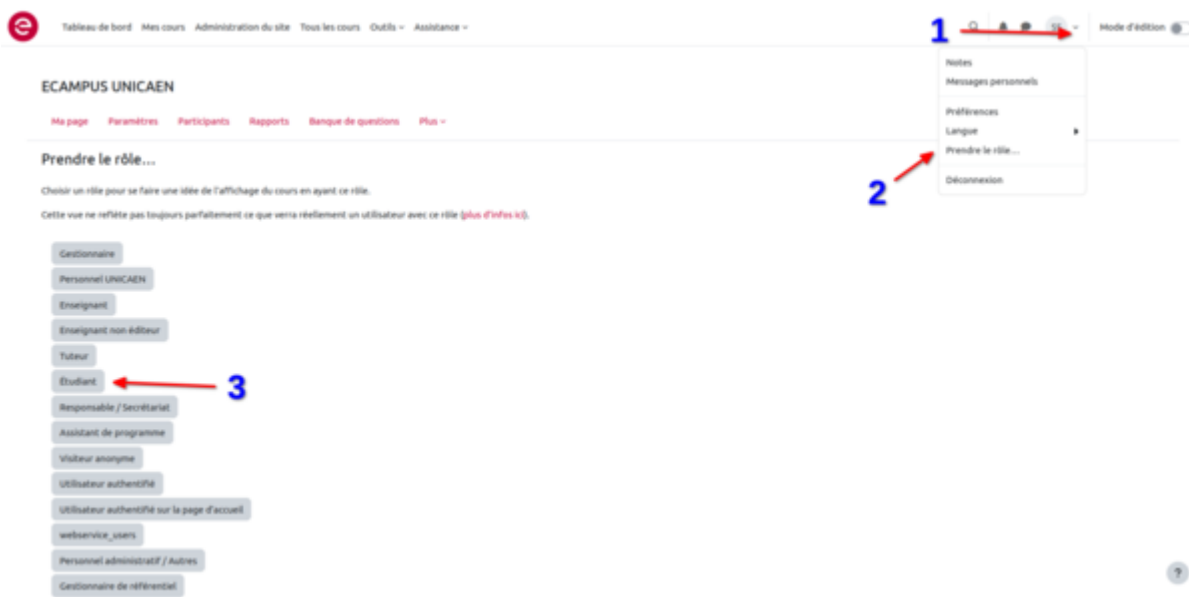 e Tableau de bord Mes cours Administration du site Tous les cours Outils Assistance 1 SB Mode d'édition
Notes
Messages personnels
Préférences
Langue
Prendre le rôle...
Déconnexion
2
ECAMPUS UNICAEN
Ma page Paramètres Participants Rapports Banque de questions Plus
Prendre le rôle...
Choisir un rôle pour se faire une idée de l'affichage du cours en ayant ce rôle.
Cette vue ne reflète pas toujours parfaitement ce que verra réellement un utilisateur avec ce rôle (plus d'infos ici).
Gestionnaire
Personnel UNICAEN
Enseignant
Enseignant non éditeur
Tuteur
Étudiant 3
Responsable / Secrétariat
Assistant de programme
Visiteur anonyme
Utilisateur authentifié
Utilisateur authentifié sur la page d'accueil
webservice_users
Personnel administratif / Autres
Gestionnaire de référentiel
?